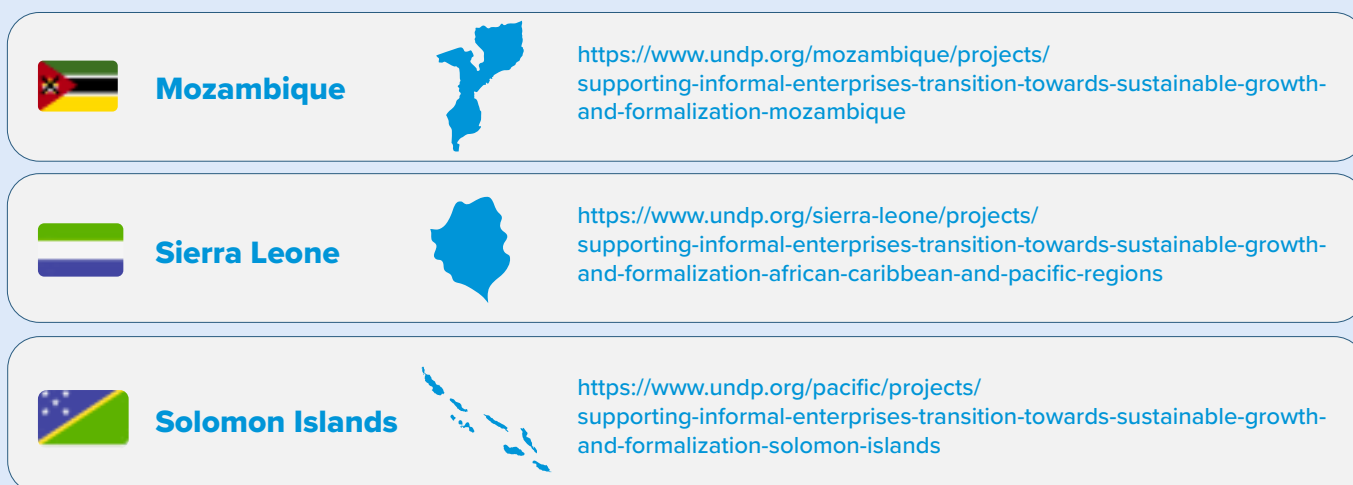 Mozambique
https://www.undp.org/mozambique/projects/
supporting-informal-enterprises-transition-towards-sustainable-growth-
and-formalization-mozambique
Sierra Leone
https://www.undp.org/sierra-leone/projects/
supporting-informal-enterprises-transition-towards-sustainable-growth-
and-formalization-african-caribbean-and-pacific-regions
Solomon Islands
https://www.undp.org/pacific/projects/
supporting-informal-enterprises-transition-towards-sustainable-growth-
and-formalization-solomon-islands